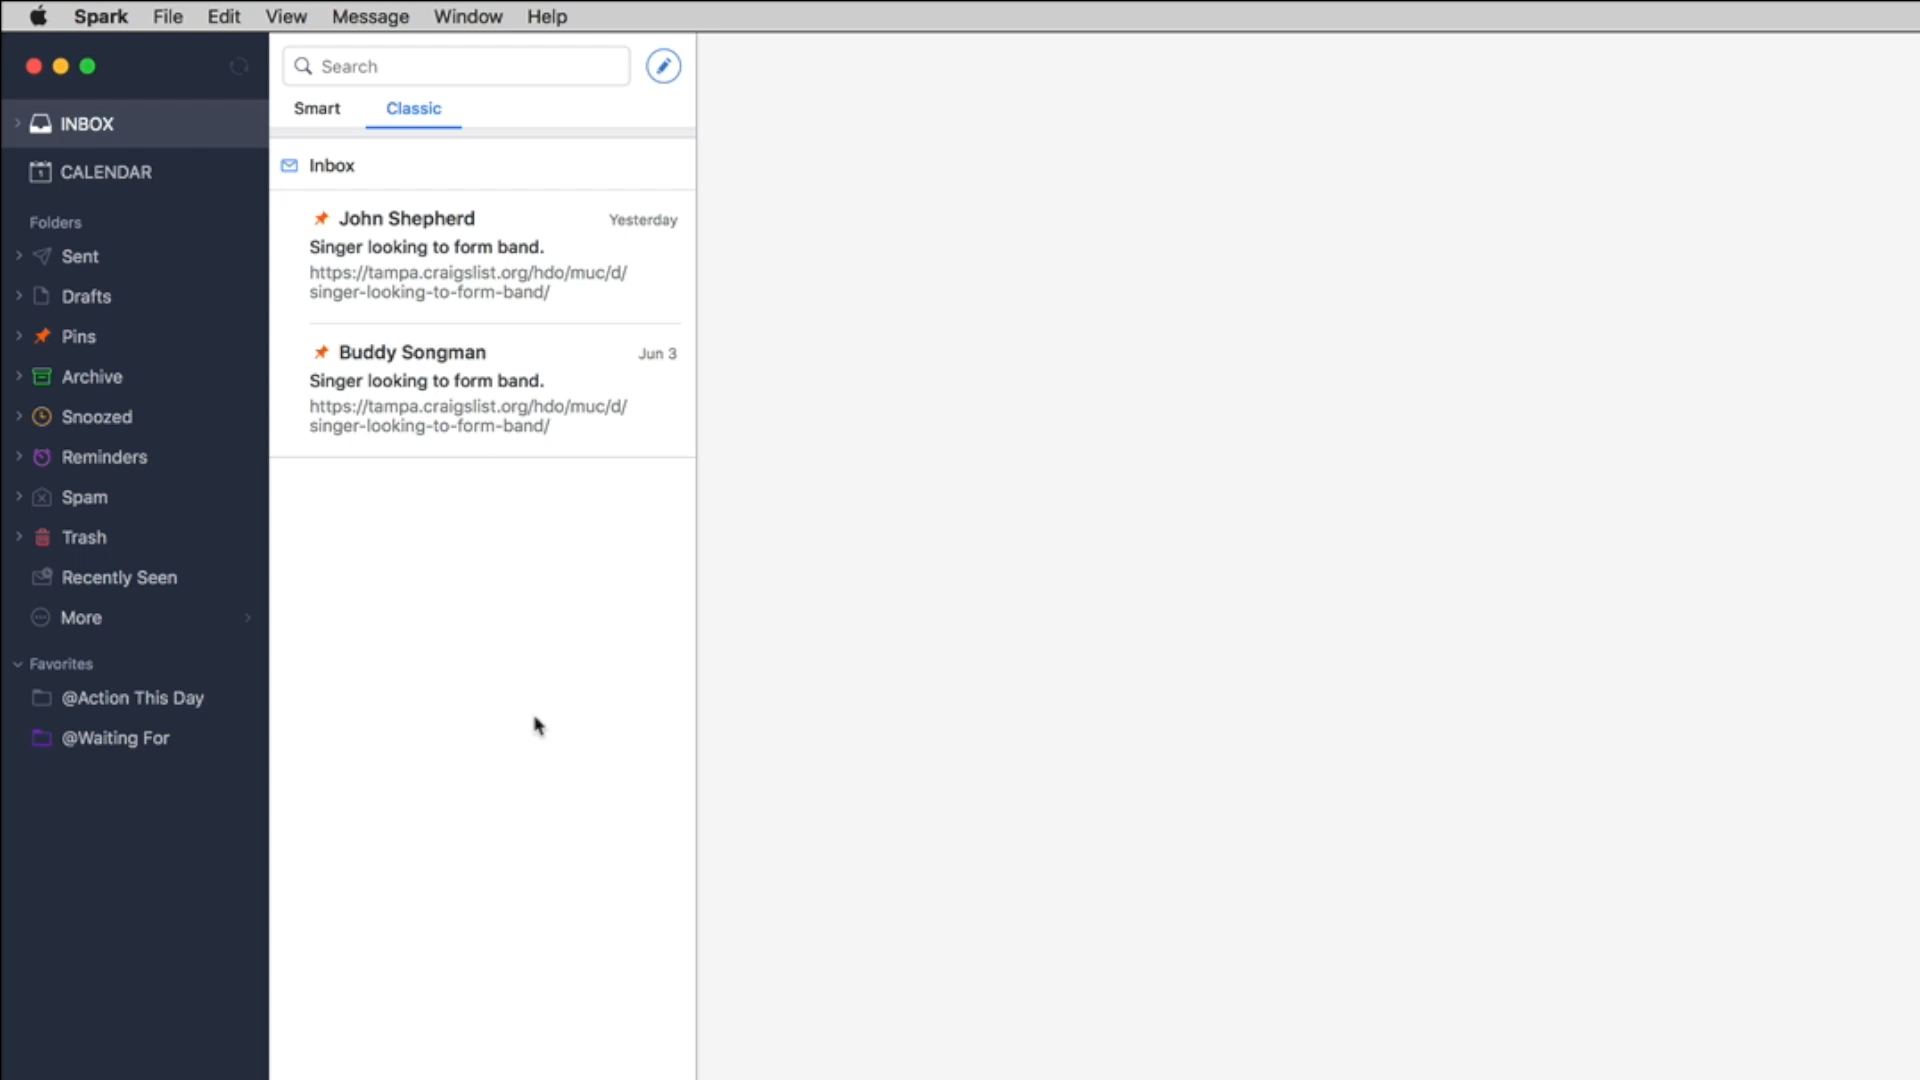 Spark File Edit View Message Window Help
Search
Smart Classic
INBOX
CALENDAR
Folders
Sent
Drafts
Pins
Archive
Snoozed
Reminders
Spam
Trash
Recently Seen
More
Favorites
@Action This Day
@Waiting For
Inbox
John Shepherd Yesterday
Singer looking to form band.
https://tampa.craigslist.org/hdo/muc/d/
singer-looking-to-form-band/
Buddy Songman Jun 3
Singer looking to form band.
https://tampa.craigslist.org/hdo/muc/d/
singer-looking-to-form-band/